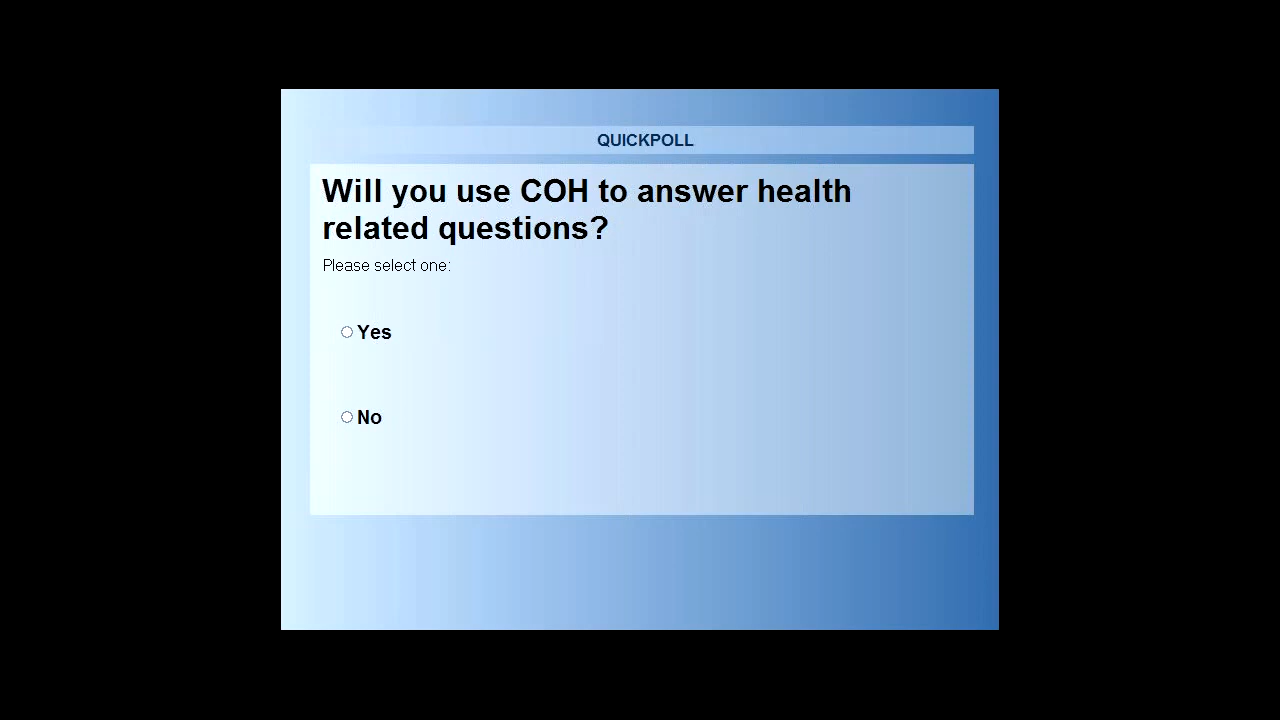 QUICKPOLL
Will you use COH to answer health
related questions?
Please select one:
Yes
No